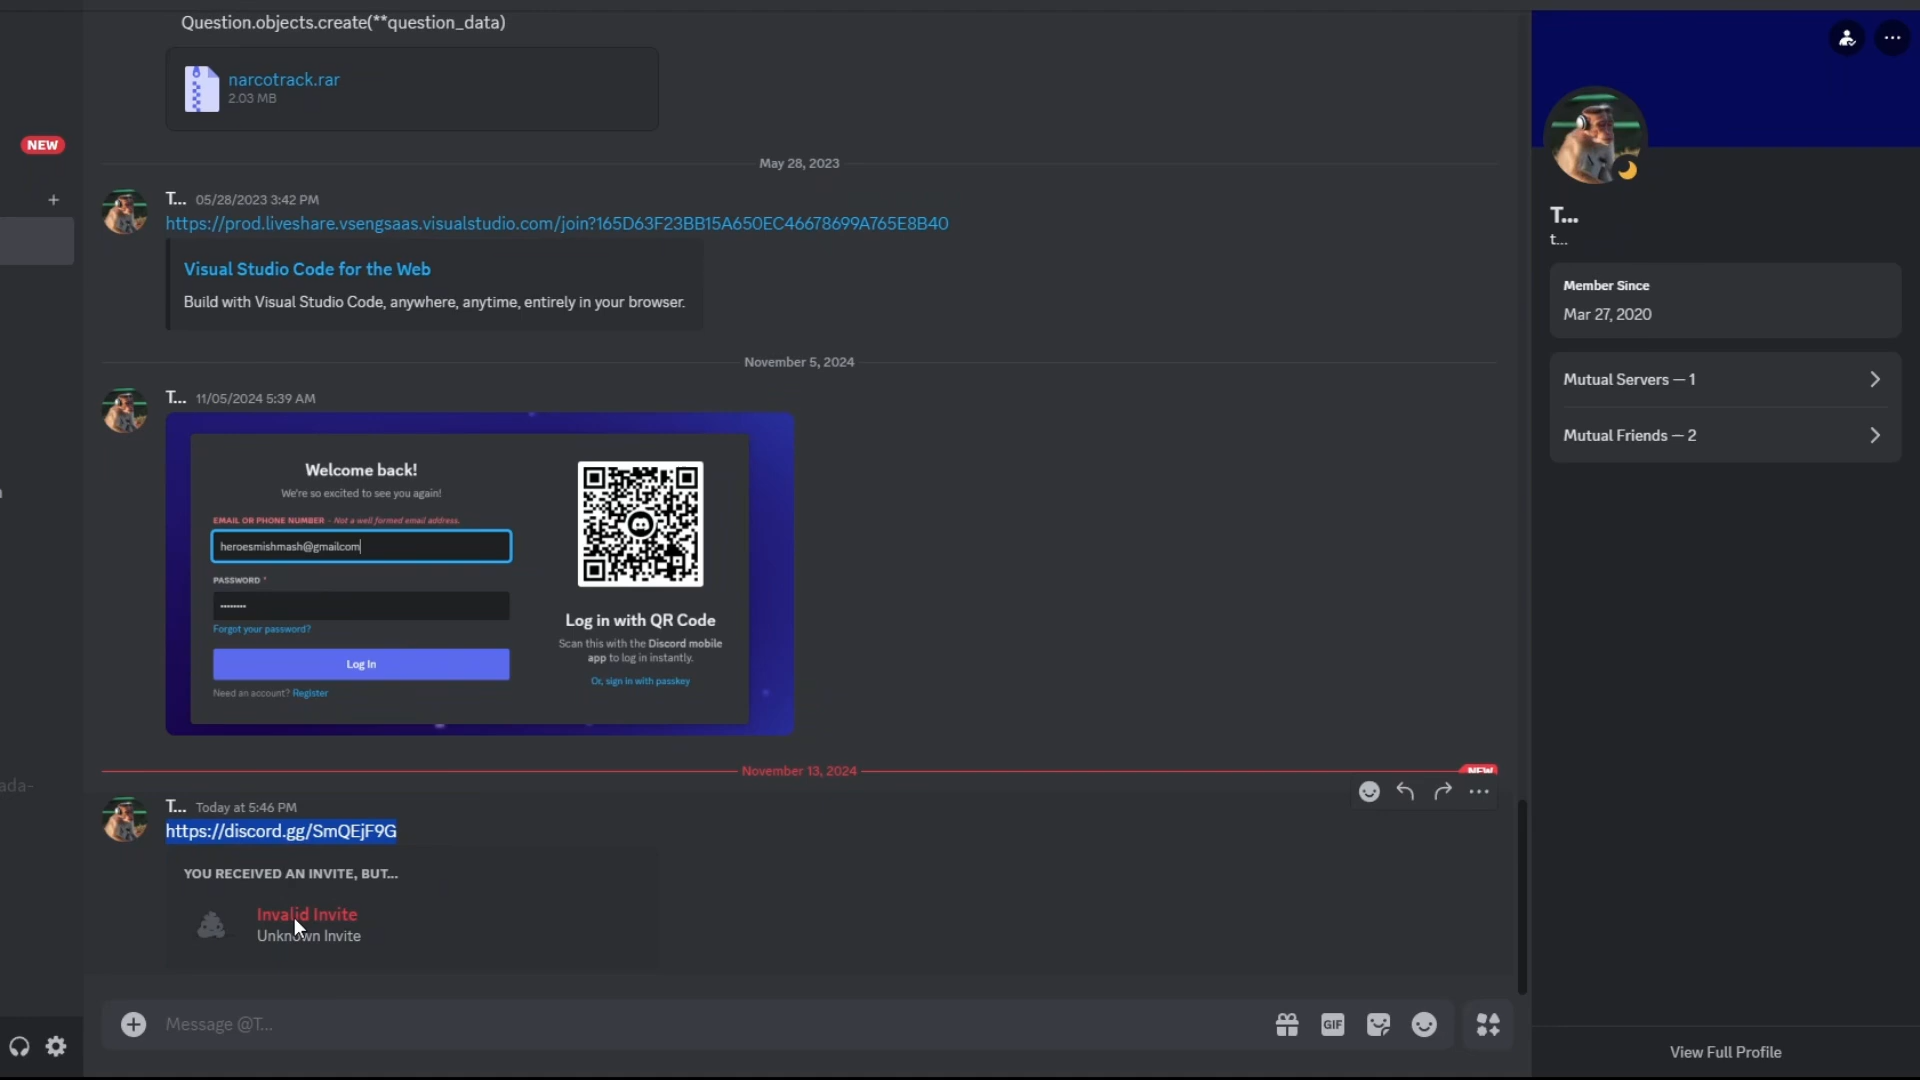 Question.objects.create(**question_data)
narcotrack.rar
2.03 MB
NEW
May 28, 2023
T... 05/28/2023 3:42 PM
https://prod.liveshare.vsengsaas.visualstudio.com/join?165D63F23BB15A650EC46678699A765E8B40
Visual Studio Code for the Web
Build with Visual Studio Code, anywhere, anytime, entirely in your browser.
November 5, 2024
T... 11/05/2024 5:39 AM
Welcome back!
We're so excited to see you again!
EMAIL OR PHONE NUMBER - Not a well formed email address.
heroesmishmash@gmailcom
PASSWORD *
Forgot your password?
Log In
Need an account? Register
Log in with QR Code
Scan this with the Discord mobile
app to log in instantly.
Or, sign in with passkey
November 13, 2024
NEW
ada-
T... Today at 5:46 PM
https://discord.gg/SmQEjF9G
YOU RECEIVED AN INVITE, BUT...
Invalid Invite
Unknown Invite
Message @T...
GIF
T...
t...
Member Since
Mar 27, 2020
Mutual Servers — 1
Mutual Friends — 2
View Full Profile